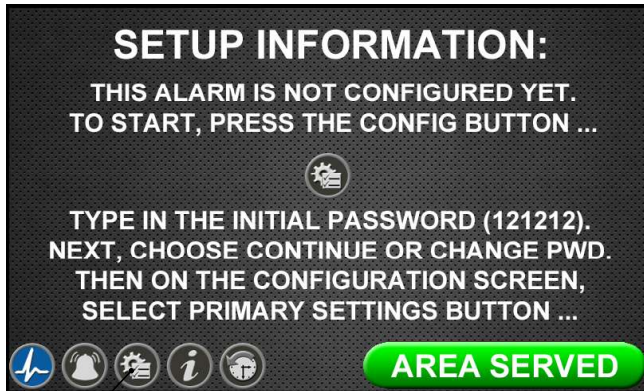 SETUP INFORMATION:
THIS ALARM IS NOT CONFIGURED YET.
TO START, PRESS THE CONFIG BUTTON ...
TYPE IN THE INITIAL PASSWORD (121212).
NEXT, CHOOSE CONTINUE OR CHANGE PWD.
THEN ON THE CONFIGURATION SCREEN,
SELECT PRIMARY SETTINGS BUTTON ...
AREA SERVED